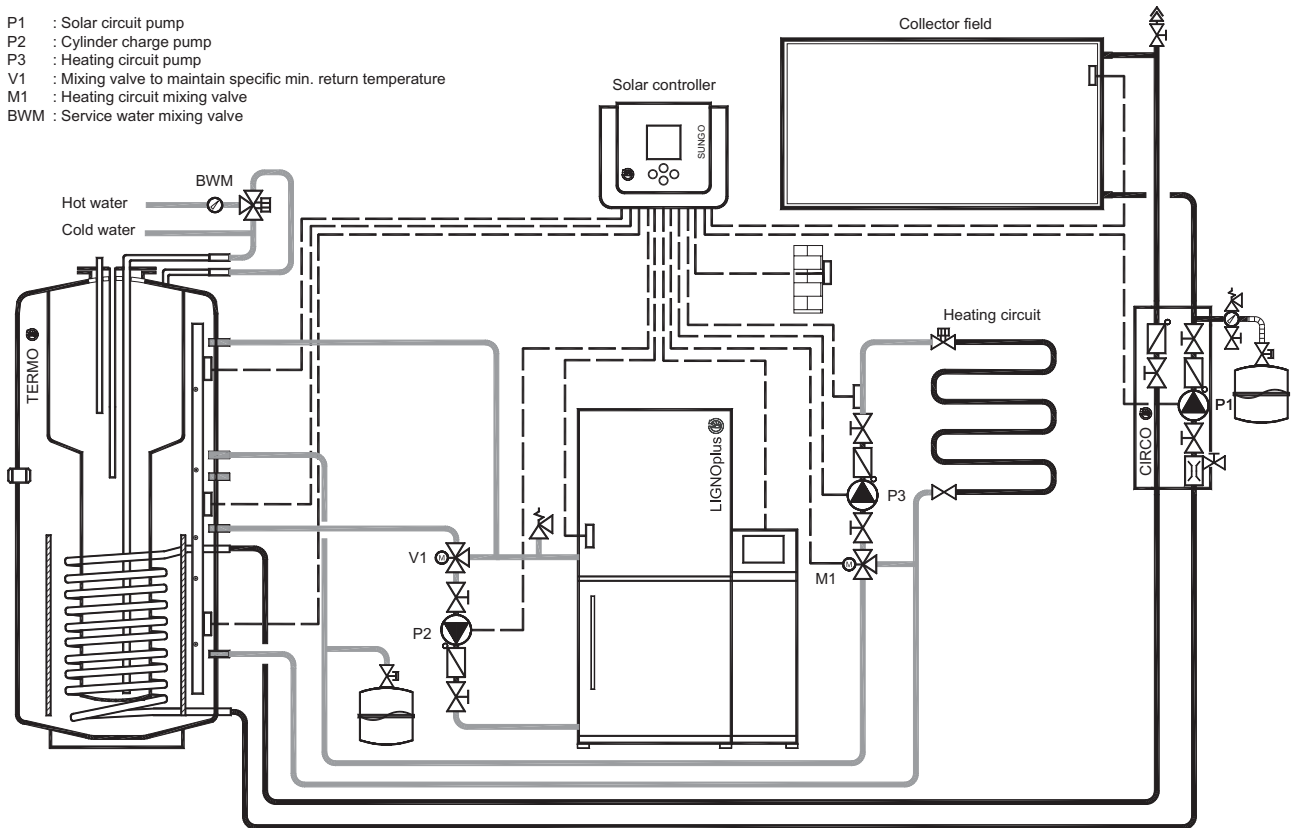 P1 : Solar circuit pump
P2 : Cylinder charge pump
P3 : Heating circuit pump
V1 : Mixing valve to maintain specific min. return temperature
M1 : Heating circuit mixing valve
BWM : Service water mixing valve
Collector field
Solar controller
SUNGO
BWM
Hot water
Cold water
TERMO
Heating circuit
LIGNOplus
P1
CIRCO
P3
V1
M
M1
M
P2